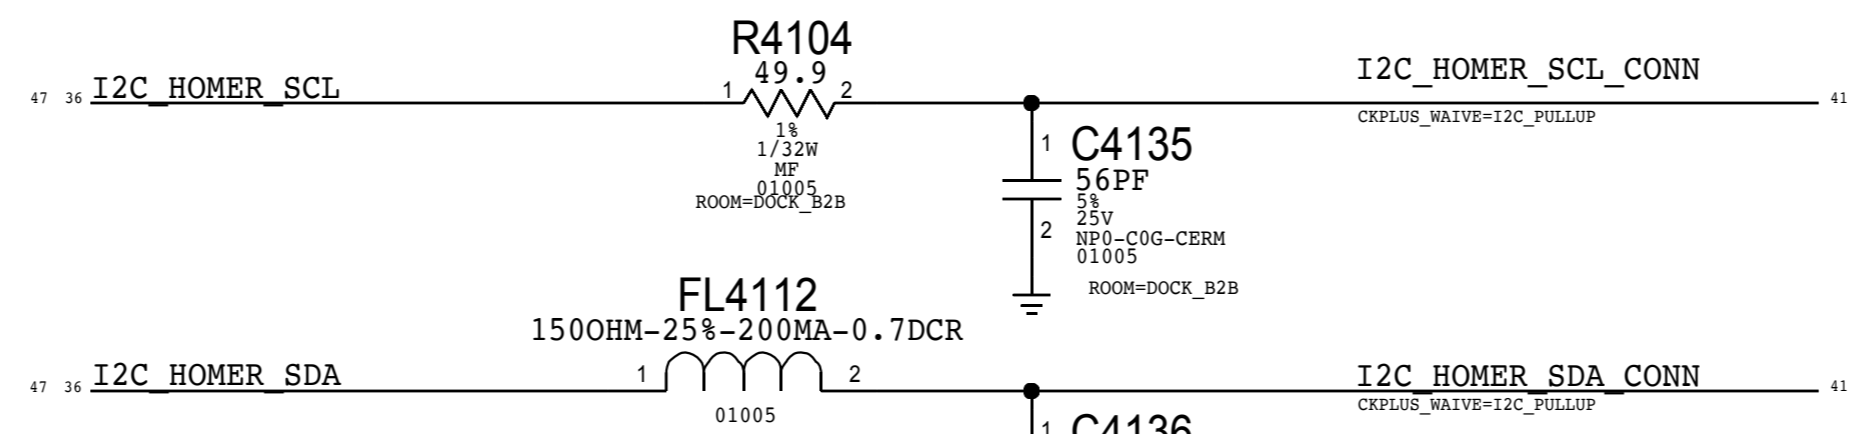 R4104
49.9
47 36 I2C_HOMER_SCL
1 2
1%
1/32W
MF
01005
ROOM=DOCK_B2B
I2C_HOMER_SCL_CONN
41
CKPLUS_WAIVE=I2C_PULLUP
1
C4135
56PF
5%
25V
2
NP0-C0G-CERM
01005
ROOM=DOCK_B2B
FL4112
150OHM-25%-200MA-0.7DCR
47 36 I2C_HOMER_SDA
1 2
01005
I2C_HOMER_SDA_CONN
41
CKPLUS_WAIVE=I2C_PULLUP
1
C4136